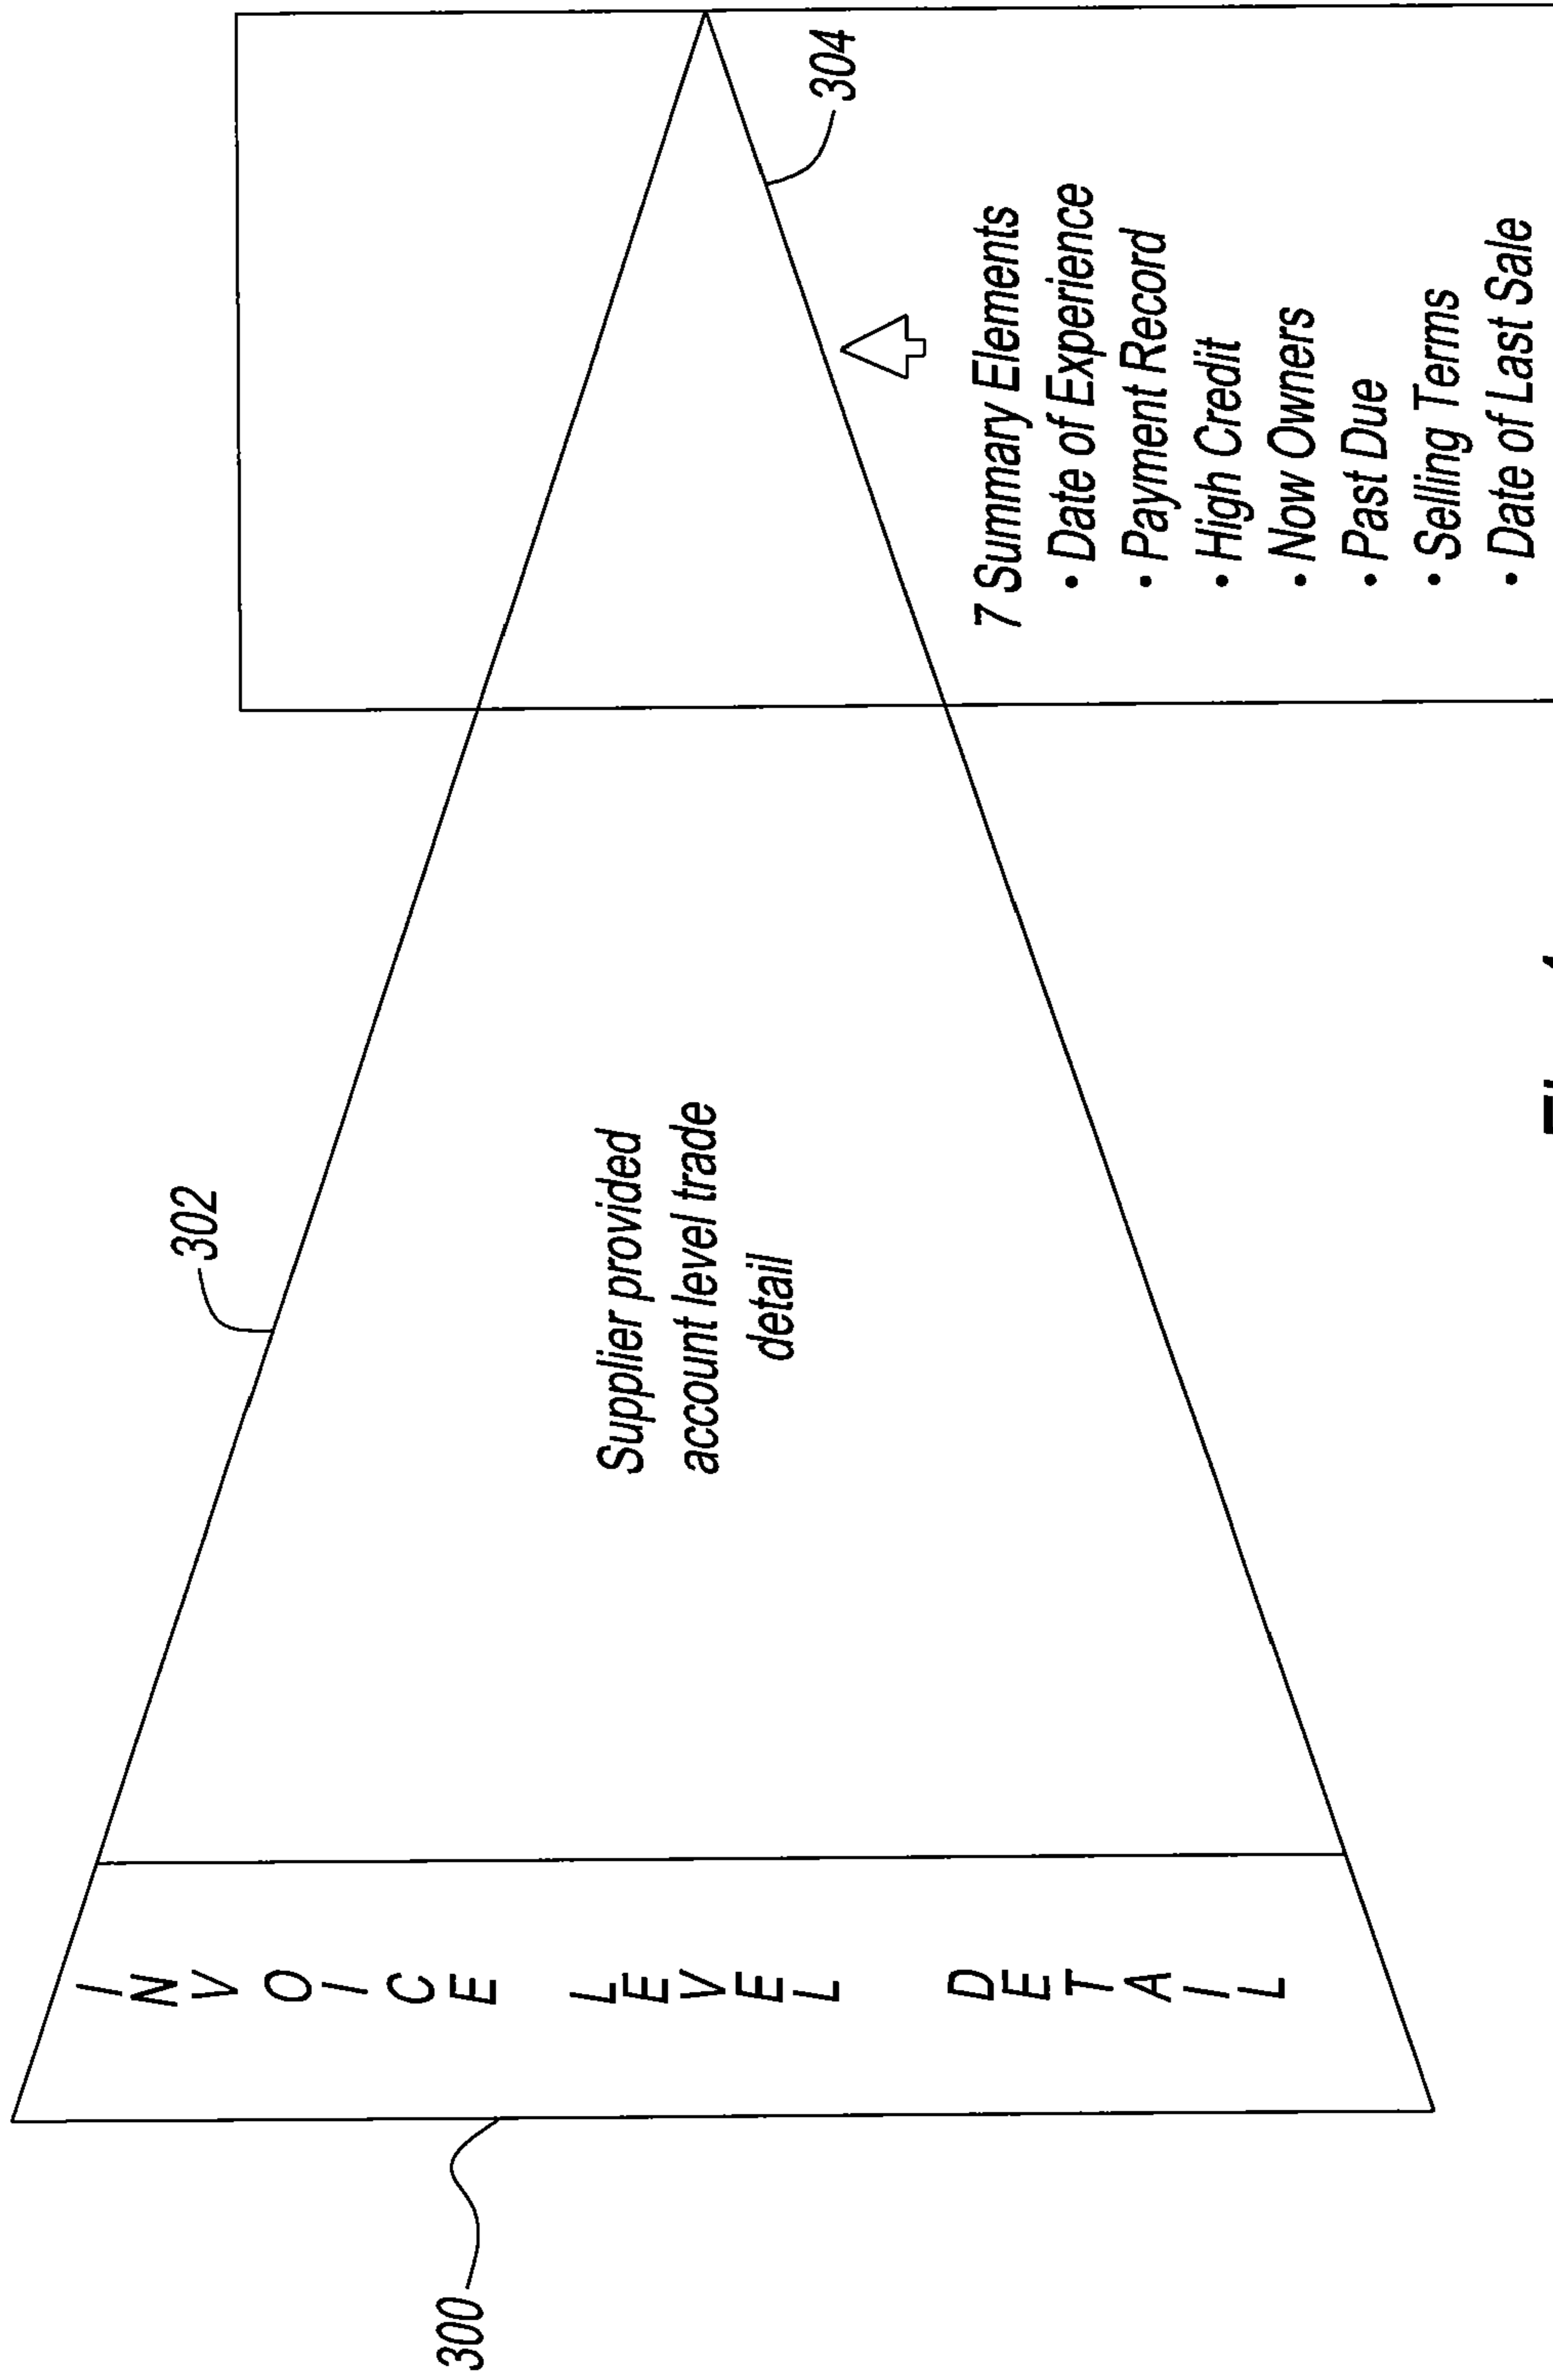 300
INVOICE LEVEL DETAIL
302
Supplier provided
account level trade
detail
304
7 Summary Elements
• Date of Experience
• Payment Record
• High Credit
• Now Owners
• Past Due
• Selling Terms
• Date of Last Sale